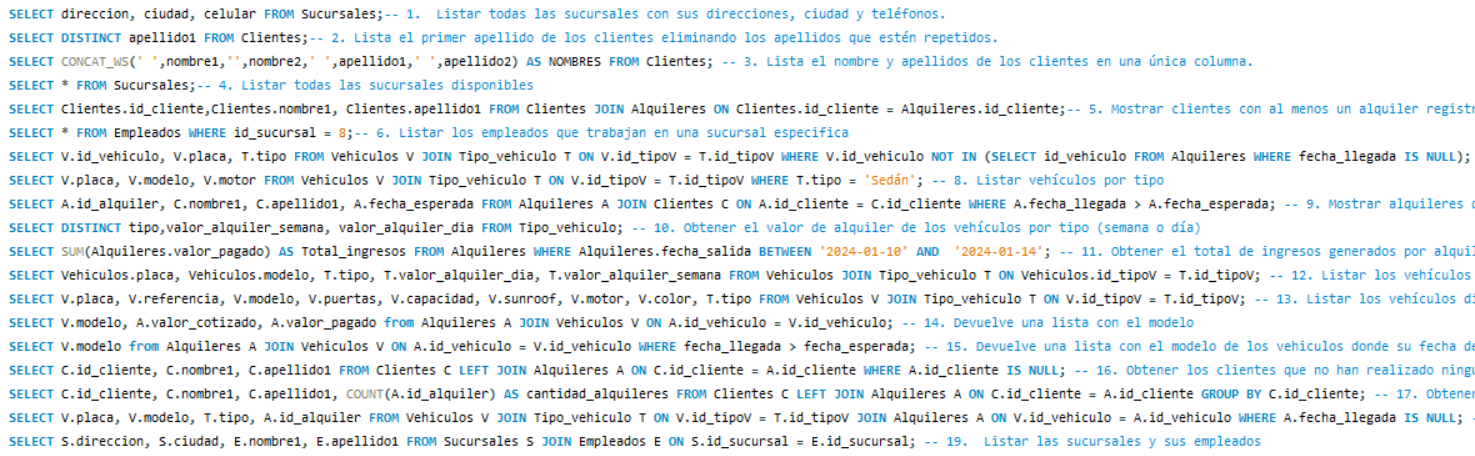 SELECT direccion, ciudad, celular FROM Sucursales;-- 1.  Listar todas las sucursales con sus direcciones, ciudad y teléfonos.
SELECT DISTINCT apellido1 FROM Clientes;-- 2. Lista el primer apellido de los clientes eliminando los apellidos que estén repetidos.
SELECT CONCAT_WS(' ',nombre1,'',nombre2,' ',apellido1,' ',apellido2) AS NOMBRES FROM Clientes; -- 3. Lista el nombre y apellidos de los clientes en una única columna.
SELECT * FROM Sucursales;-- 4. Listar todas las sucursales disponibles
SELECT Clientes.id_cliente,Clientes.nombre1, Clientes.apellido1 FROM Clientes JOIN Alquileres ON Clientes.id_cliente = Alquileres.id_cliente;-- 5. Mostrar clientes con al menos un alquiler registr
SELECT * FROM Empleados WHERE id_sucursal = 8;-- 6. Listar los empleados que trabajan en una sucursal especifica
SELECT V.id_vehiculo, V.placa, T.tipo FROM Vehiculos V JOIN Tipo_vehiculo T ON V.id_tipoV = T.id_tipoV WHERE V.id_vehiculo NOT IN (SELECT id_vehiculo FROM Alquileres WHERE fecha_llegada IS NULL);
SELECT V.placa, V.modelo, V.motor FROM Vehiculos V JOIN Tipo_vehiculo T ON V.id_tipoV = T.id_tipoV WHERE T.tipo = 'Sedán'; -- 8. Listar vehículos por tipo
SELECT A.id_alquiler, C.nombre1, C.apellido1, A.fecha_esperada FROM Alquileres A JOIN Clientes C ON A.id_cliente = C.id_cliente WHERE A.fecha_llegada > A.fecha_esperada; -- 9. Mostrar alquileres
SELECT DISTINCT tipo,valor_alquiler_semana, valor_alquiler_dia FROM Tipo_vehiculo; -- 10. Obtener el valor de alquiler de los vehículos por tipo (semana o día)
SELECT SUM(Alquileres.valor_pagado) AS Total_ingresos FROM Alquileres WHERE Alquileres.fecha_salida BETWEEN '2024-01-10' AND  '2024-01-14'; -- 11. Obtener el total de ingresos generados por alquil
SELECT Vehiculos.placa, Vehiculos.modelo, T.tipo, T.valor_alquiler_dia, T.valor_alquiler_semana FROM Vehiculos JOIN Tipo_vehiculo T ON Vehiculos.id_tipoV = T.id_tipoV; -- 12. Listar los vehículos
SELECT V.placa, V.referencia, V.modelo, V.puertas, V.capacidad, V.sunroof, V.motor, V.color, T.tipo FROM Vehiculos V JOIN Tipo_vehiculo T ON V.id_tipoV = T.id_tipoV; -- 13. Listar los vehículos di
SELECT V.modelo, A.valor_cotizado, A.valor_pagado from Alquileres A JOIN Vehiculos V ON A.id_vehiculo = V.id_vehiculo; -- 14. Devuelve una lista con el modelo
SELECT V.modelo from Alquileres A JOIN Vehiculos V ON A.id_vehiculo = V.id_vehiculo WHERE fecha_llegada > fecha_esperada; -- 15. Devuelve una lista con el modelo de los vehiculos donde su fecha de
SELECT C.id_cliente, C.nombre1, C.apellido1 FROM Clientes C LEFT JOIN Alquileres A ON C.id_cliente = A.id_cliente WHERE A.id_cliente IS NULL; -- 16. Obtener los clientes que no han realizado ningu
SELECT C.id_cliente, C.nombre1, C.apellido1, COUNT(A.id_alquiler) AS cantidad_alquileres FROM Clientes C LEFT JOIN Alquileres A ON C.id_cliente = A.id_cliente GROUP BY C.id_cliente; -- 17. Obtener
SELECT V.placa, V.modelo, T.tipo, A.id_alquiler FROM Vehiculos V JOIN Tipo_vehiculo T ON V.id_tipoV = T.id_tipoV JOIN Alquileres A ON V.id_vehiculo = A.id_vehiculo WHERE A.fecha_llegada IS NULL; -
SELECT S.direccion, S.ciudad, E.nombre1, E.apellido1 FROM Sucursales S JOIN Empleados E ON S.id_sucursal = E.id_sucursal; -- 19.  Listar las sucursales y sus empleados